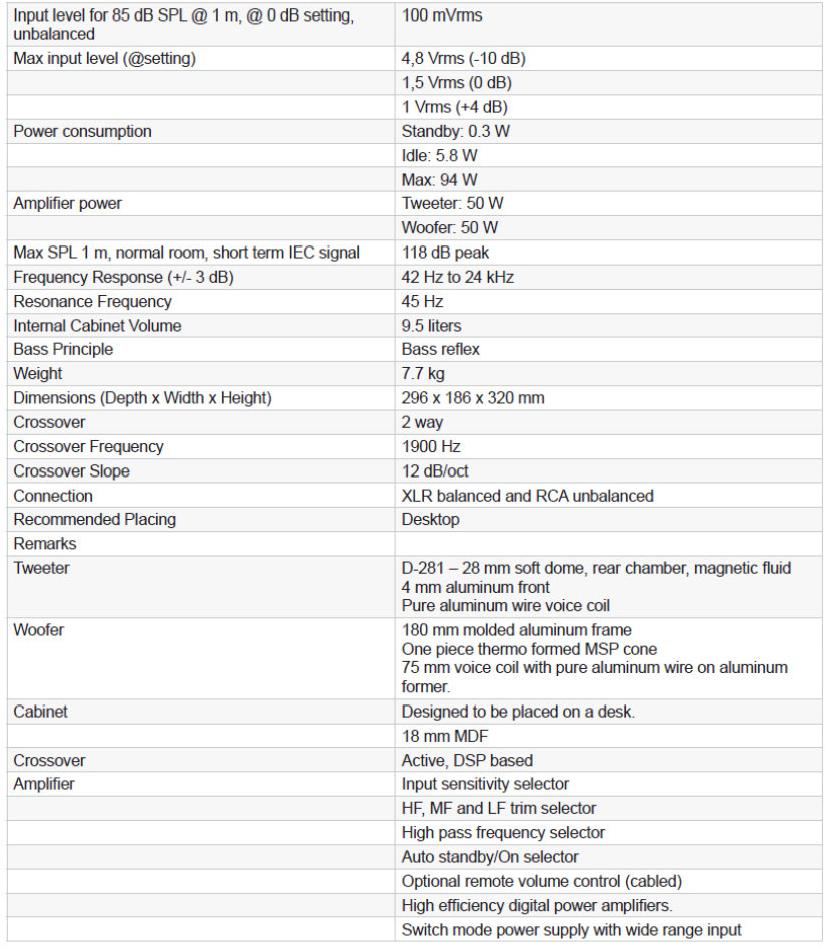 Input level for 85 dB SPL @ 1 m, @ 0 dB setting, unbalanced 100 mVrms
Max input level (@setting) 4,8 Vrms (-10 dB)
1,5 Vrms (0 dB)
1 Vrms (+4 dB)
Power consumption Standby: 0.3 W
Idle: 5.8 W
Max: 94 W
Amplifier power Tweeter: 50 W
Woofer: 50 W
Max SPL 1 m, normal room, short term IEC signal 118 dB peak
Frequency Response (+/- 3 dB) 42 Hz to 24 kHz
Resonance Frequency 45 Hz
Internal Cabinet Volume 9.5 liters
Bass Principle Bass reflex
Weight 7.7 kg
Dimensions (Depth x Width x Height) 296 x 186 x 320 mm
Crossover 2 way
Crossover Frequency 1900 Hz
Crossover Slope 12 dB/oct
Connection XLR balanced and RCA unbalanced
Recommended Placing Desktop
Remarks
Tweeter D-281 – 28 mm soft dome, rear chamber, magnetic fluid
4 mm aluminum front
Pure aluminum wire voice coil
Woofer 180 mm molded aluminum frame
One piece thermo formed MSP cone
75 mm voice coil with pure aluminum wire on aluminum
former.
Cabinet Designed to be placed on a desk.
18 mm MDF
Crossover Active, DSP based
Amplifier Input sensitivity selector
HF, MF and LF trim selector
High pass frequency selector
Auto standby/On selector
Optional remote volume control (cabled)
High efficiency digital power amplifiers.
Switch mode power supply with wide range input